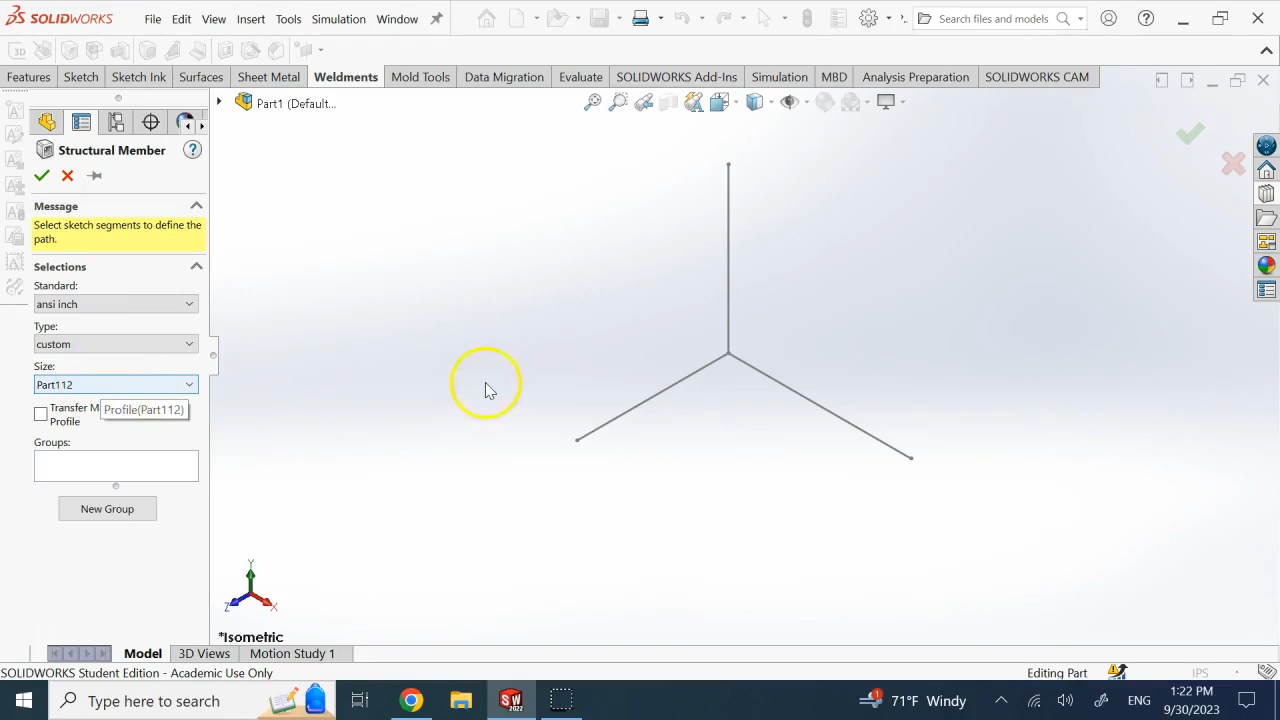 SOLIDWORKS File Edit View Insert Tools Simulation Window Search files and models
Features Sketch Sketch Ink Surfaces Sheet Metal Weldments Mold Tools Data Migration Evaluate SOLIDWORKS Add-Ins Simulation MBD Analysis Preparation SOLIDWORKS CAM
Part1 (Default...
Structural Member
Message
Select sketch segments to define the
path.
Selections
Standard:
ansi inch
Type:
custom
Size:
Part112
Transfer M
Profile(Part112)
Profile
Groups:
New Group
Y
Z
X
*Isometric
Model 3D Views Motion Study 1
SOLIDWORKS Student Edition - Academic Use Only Editing Part IPS
Type here to search 71°F Windy ENG
1:22 PM
9/30/2023
SW
2022
1